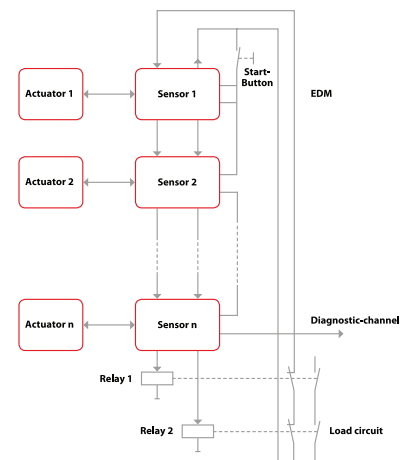 Start-
Button
Actuator 1
Sensor 1
EDM
Actuator 2
Sensor 2
Actuator n
Sensor n
Diagnostic-channel
Relay 1
Relay 2
Load circuit